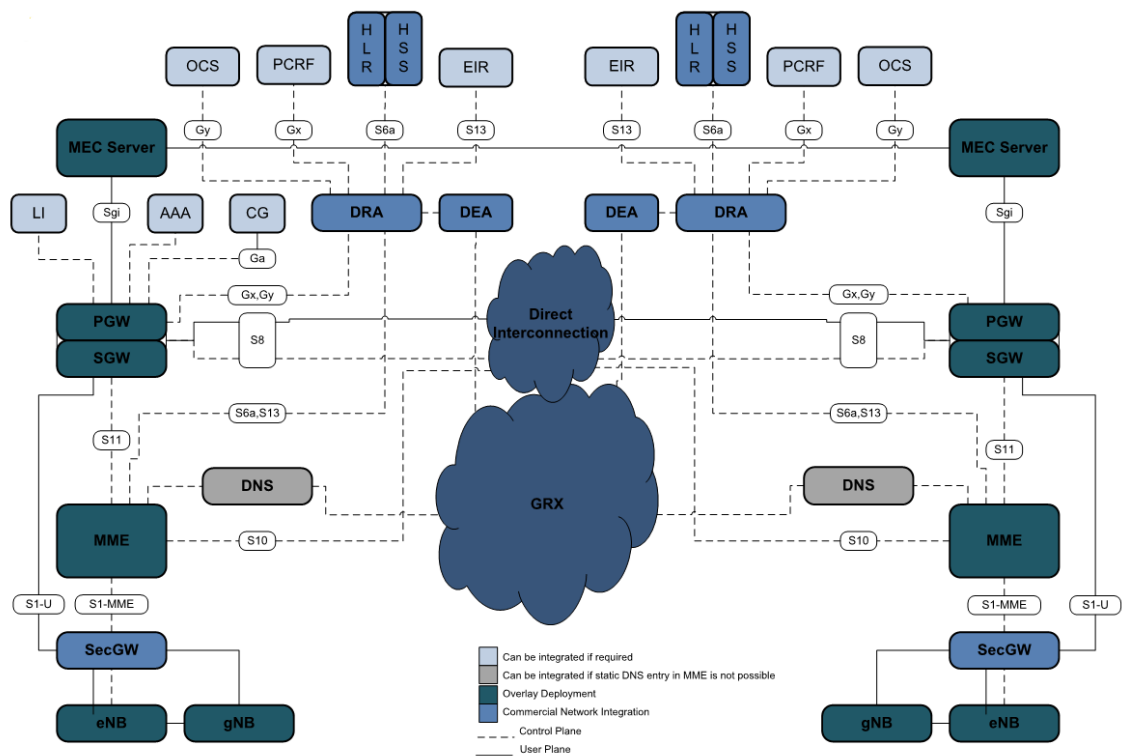 H H
L S
R S
H H
L S
R S
OCS PCRF EIR EIR PCRF OCS
Gy Gx S6a S13 S13 S6a Gx Gy
MEC Server MEC Server
LI AAA CG Sgi DRA DEA DEA DRA Sgi
Ga
Gx,Gy Gx,Gy
Direct
Interconnection
PGW PGW
S8 S8
SGW SGW
S6a,S13 S6a,S13
S11 S11
DNS DNS
GRX
MME S10 S10 MME
S1-U S1-MME S1-MME S1-U
SecGW SecGW
Can be integrated if required
Can be integrated if static DNS entry in MME is not possible
Overlay Deployment
Commercial Network Integration
Control Plane
User Plane
eNB gNB gNB eNB